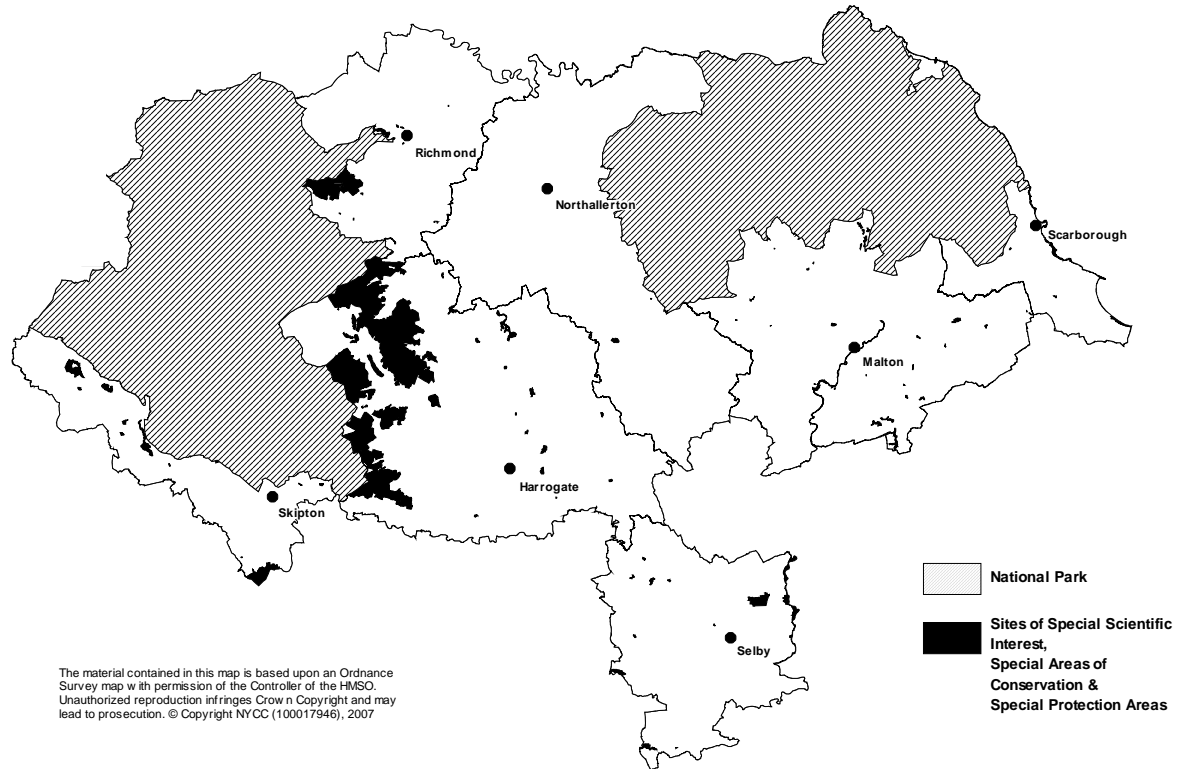 Richmond
Northallerton
Scarborough
Malton
Harrogate
Skipton
National Park
Sites of Special Scientific
Interest,
Special Areas of
Conservation &
Special Protection Areas
Selby
The material contained in this map is based upon an Ordnance
Survey map with permission of the Controller of the HMSO.
Unauthorized reproduction infringes Crown Copyright and may
lead to prosecution. © Copyright NYCC (100017946), 2007